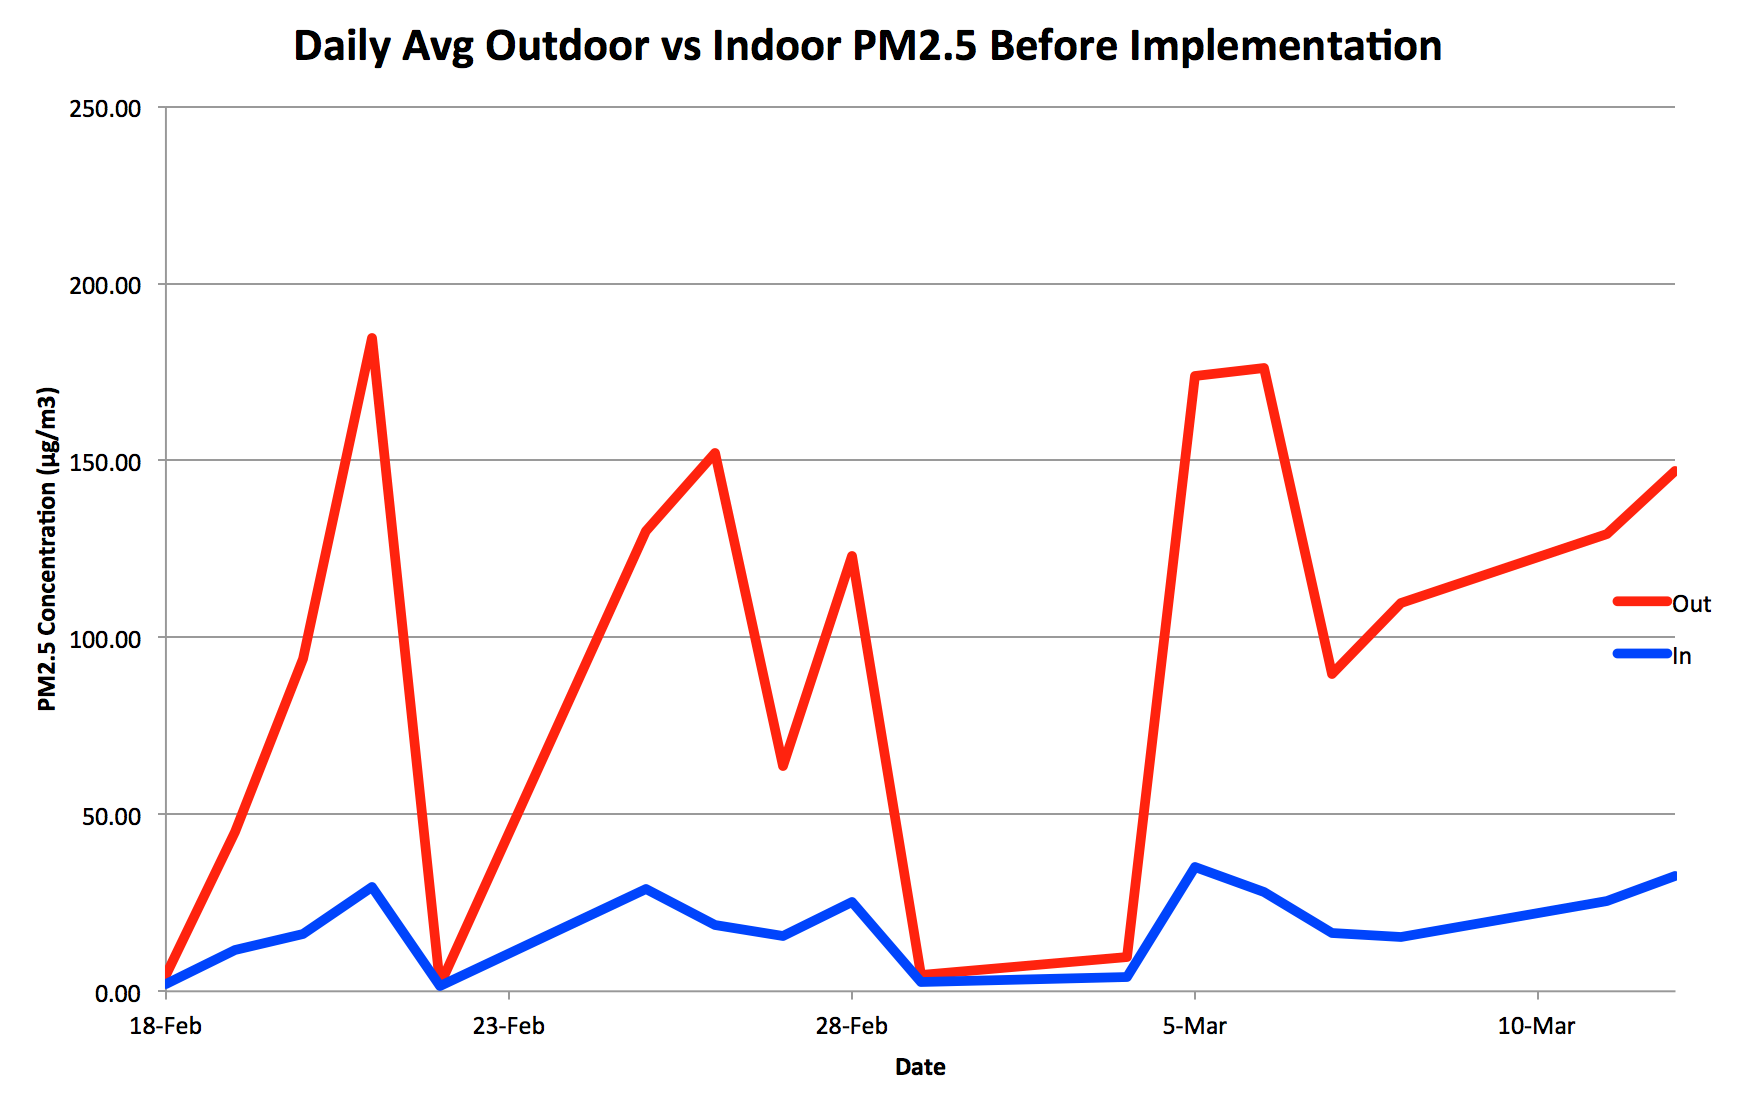 Daily Avg Outdoor vs Indoor PM2.5 Before Implementation
250.00
200.00
150.00
100.00
50.00
0.00
PM2.5 Concentration (µg/m3)
Out
In
18-Feb
23-Feb
28-Feb
5-Mar
10-Mar
Date